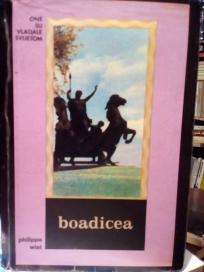 ONE
SU
VLADALE
SVIJETOM
boadicea
philippe
wiat